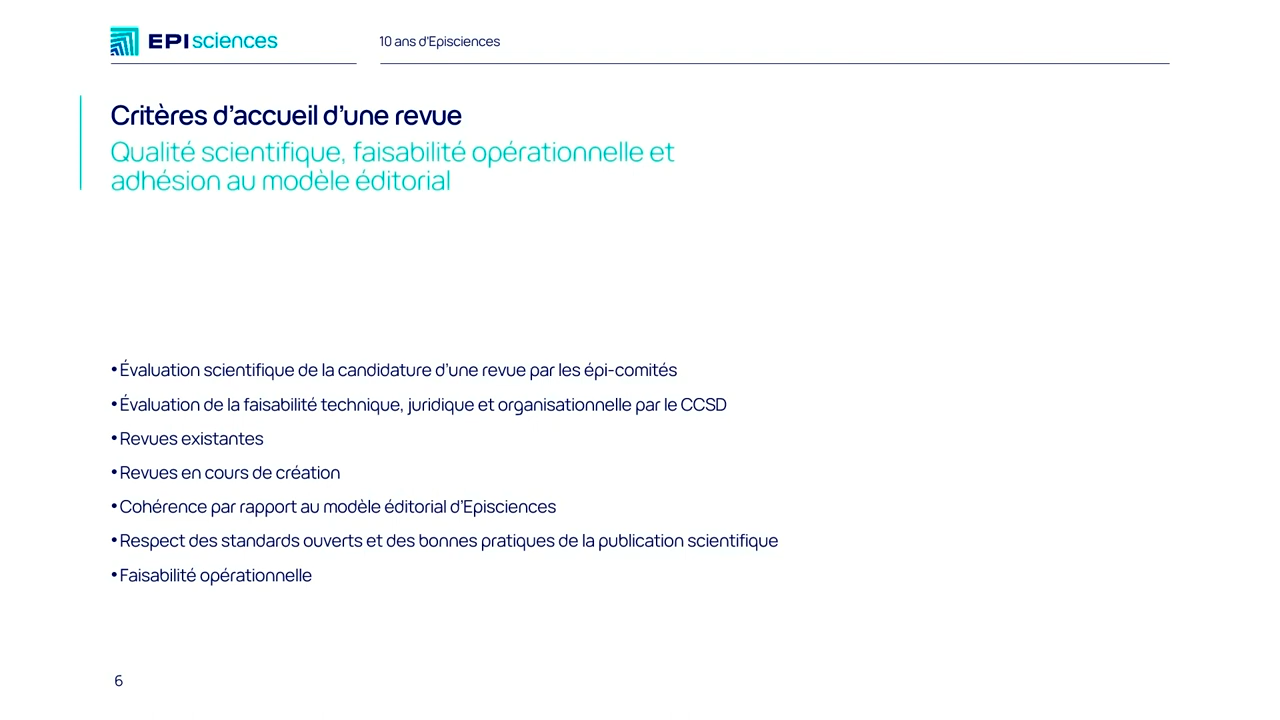 EPIsciences
10 ans d'Episciences
Critères d’accueil d’une revue
Qualité scientifique, faisabilité opérationnelle et
adhésion au modèle éditorial
•Évaluation scientifique de la candidature d’une revue par les épi-comités
•Évaluation de la faisabilité technique, juridique et organisationnelle par le CCSD
•Revues existantes
•Revues en cours de création
•Cohérence par rapport au modèle éditorial d’Episciences
•Respect des standards ouverts et des bonnes pratiques de la publication scientifique
•Faisabilité opérationnelle
6